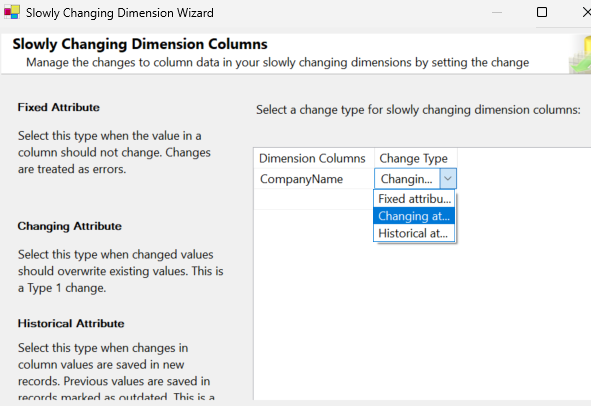 Slowly Changing Dimension Wizard
Slowly Changing Dimension Columns
Manage the changes to column data in your slowly changing dimensions by setting the change
Fixed Attribute
Select this type when the value in a
column should not change. Changes
are treated as errors.
Changing Attribute
Select this type when changed values
should overwrite existing values. This is
a Type 1 change.
Historical Attribute
Select this type when changes in
column values are saved in new
records. Previous values are saved in
records marked as outdated. This is a
Select a change type for slowly changing dimension columns:
Dimension Columns Change Type
CompanyName Changin...
Fixed attribu...
Changing at...
Historical at...